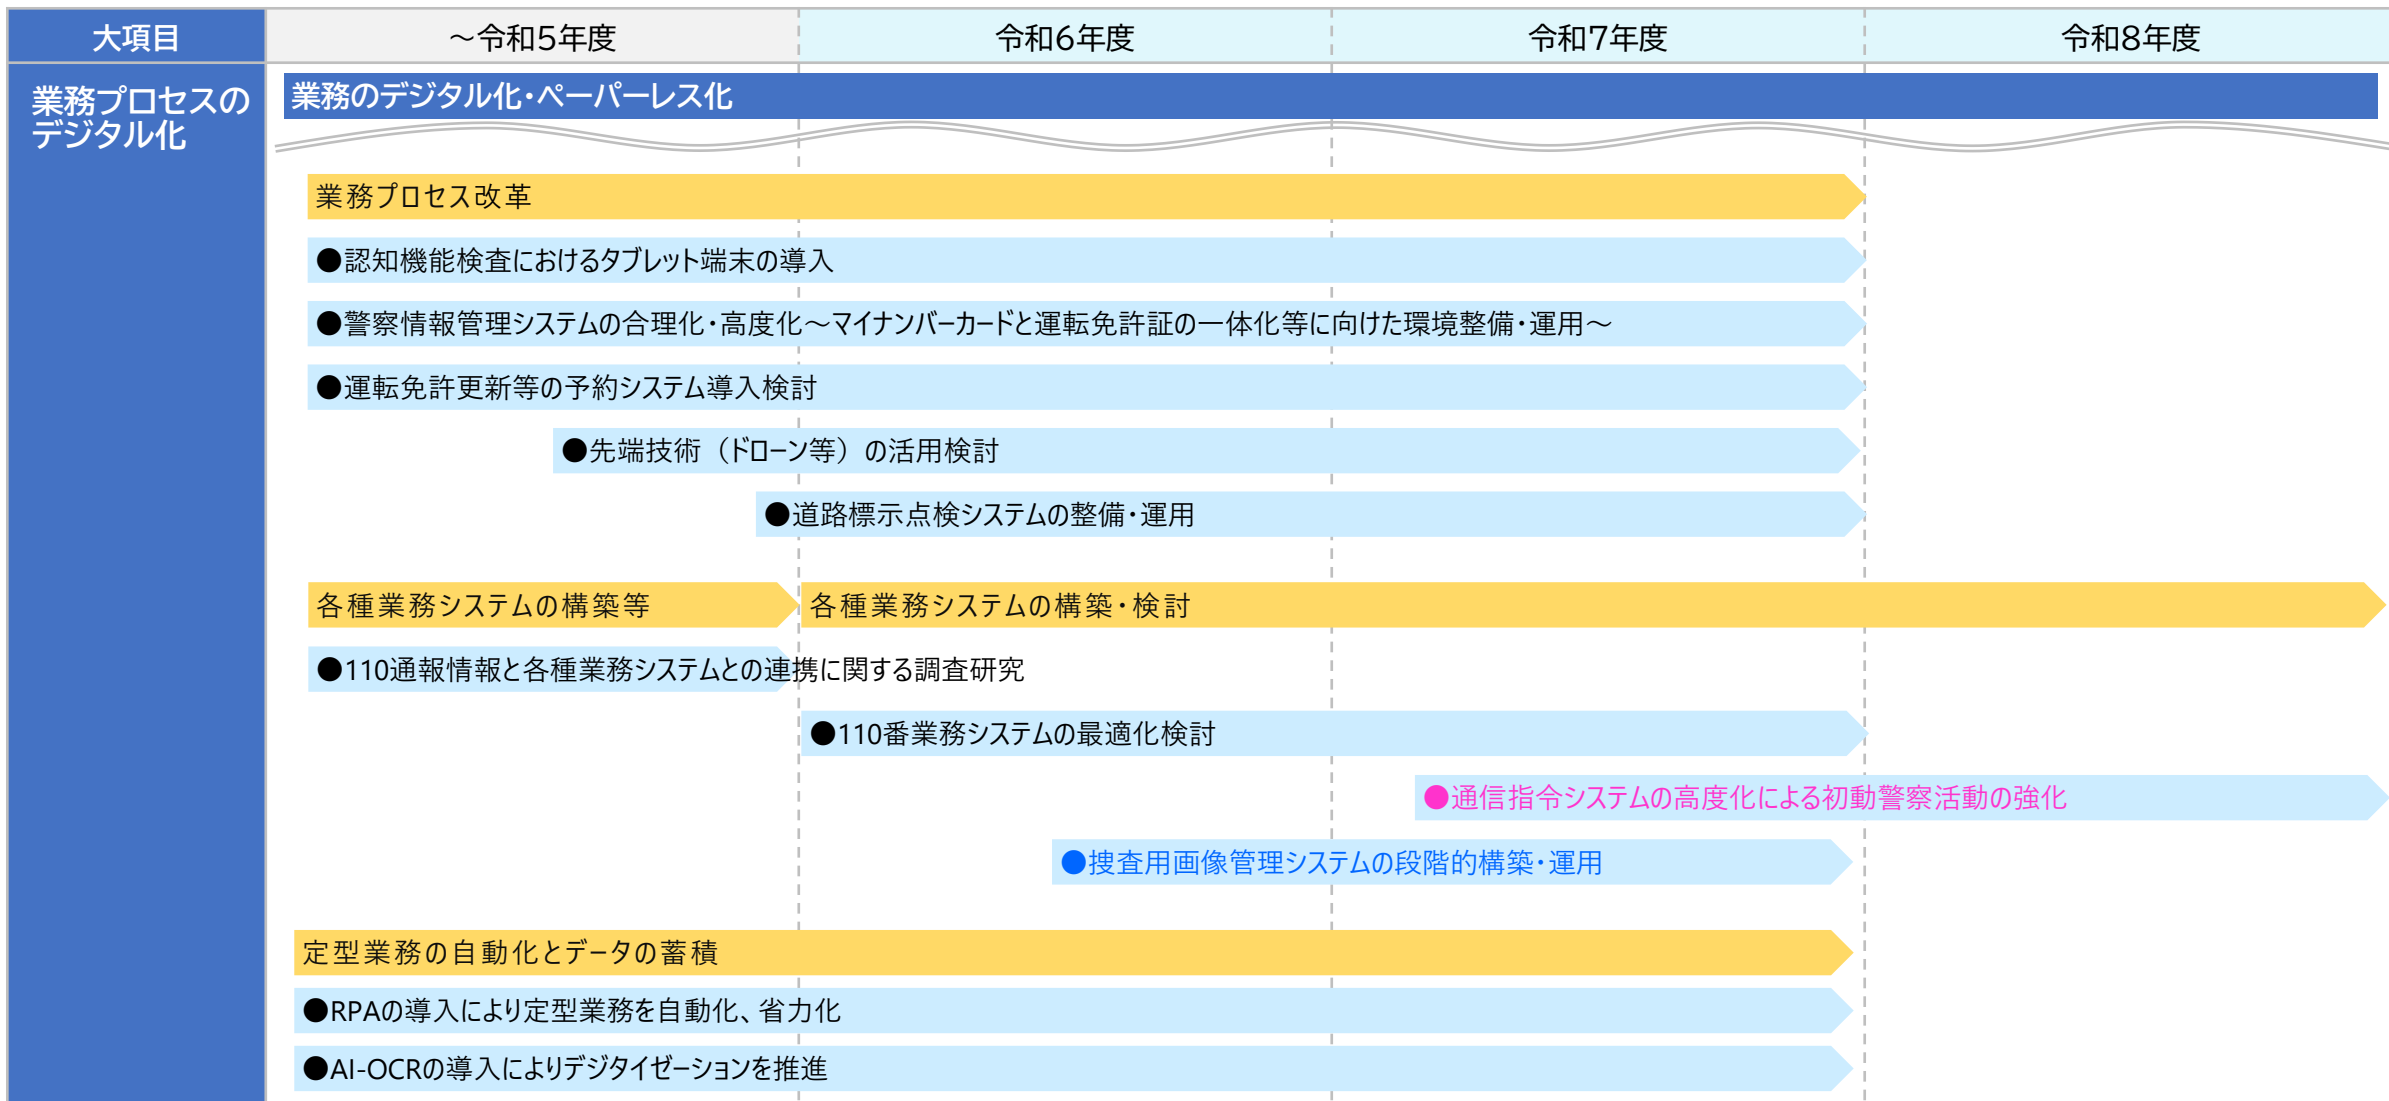 大項目
～令和5年度
令和6年度
令和7年度
令和8年度
業務プロセスの
デジタル化
業務のデジタル化・ペーパーレス化
業務プロセス改革
●認知機能検査におけるタブレット端末の導入
●警察情報管理システムの合理化・高度化～マイナンバーカードと運転免許証の一体化等に向けた環境整備・運用～
●運転免許更新等の予約システム導入検討
●先端技術（ドローン等）の活用検討
●道路標示点検システムの整備・運用
各種業務システムの構築等
各種業務システムの構築・検討
●110通報情報と各種業務システムとの連携に関する調査研究
●110番業務システムの最適化検討
●通信指令システムの高度化による初動警察活動の強化
●捜査用画像管理システムの段階的構築・運用
定型業務の自動化とデータの蓄積
●RPAの導入により定型業務を自動化、省力化
●AI-OCRの導入によりデジタイゼーションを推進